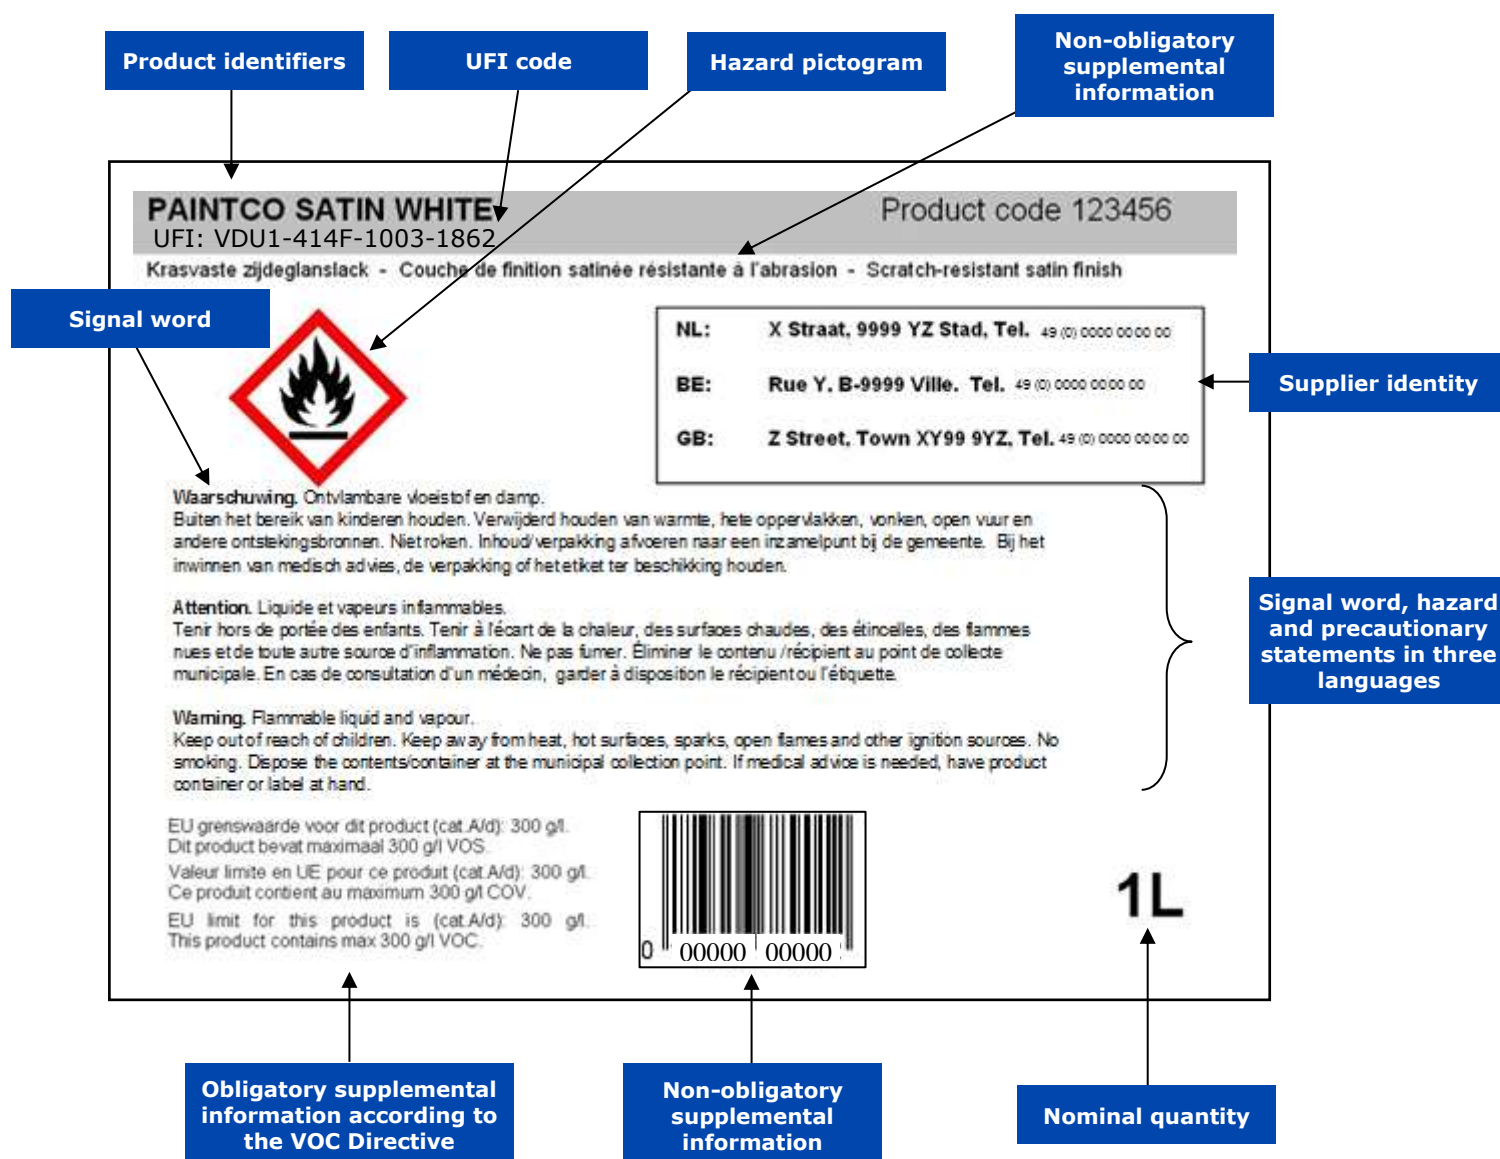 Product identifiers
UFI code
Hazard pictogram
Non-obligatory
supplemental
information
PAINTCO SATIN WHITE
Product code 123456
UFI: VDU1-414F-1003-1862
Krasvaste zijdeglanslack - Couche de finition satinée résistante à l'abrasion - Scratch-resistant satin finish
Signal word
NL: X Straat, 9999 YZ Stad, Tel. 49 (0) 0000 00 00 00
BE: Rue Y. B-9999 Ville. Tel. 49 (0) 0000 00 00 00
GB: Z Street, Town XY99 9YZ, Tel. 49 (0) 0000 00 00 00
Supplier identity
Waarschuwing. Ontvlambare vloeistof en damp.
Buiten het bereik van kinderen houden. Verwijderd houden van warmte, hete oppervlakken, vonken, open vuur en
andere ontstekingsbronnen. Niet roken. Inhoud/verpakking afvoeren naar een inzamelpunt bij de gemeente. Bij het
inwinnen van medisch advies, de verpakking of het etiket ter beschikking houden.
Attention. Liquide et vapeurs inflammables.
Tenir hors de portée des enfants. Tenir à l'écart de la chaleur, des surfaces chaudes, des étincelles, des flammes
nues et de toute autre source d'inflammation. Ne pas fumer. Éliminer le contenu /récipient au point de collecte
municipale. En cas de consultation d'un médecin, garder à disposition le récipient ou l'étiquette.
Warning. Flammable liquid and vapour.
Keep out of reach of children. Keep away from heat, hot surfaces, sparks, open flames and other ignition sources. No
smoking. Dispose the contents/container at the municipal collection point. If medical advice is needed, have product
container or label at hand.
Signal word, hazard
and precautionary
statements in three
languages
EU grenswaarde voor dit product (cat.A/d): 300 g/l.
Dit product bevat maximaal 300 g/l VOS.
Valeur limite en UE pour ce produit (cat.A/d): 300 g/l.
Ce produit contient au maximum 300 g/l COV.
EU limit for this product is (cat.A/d): 300 g/l.
This product contains max 300 g/l VOC.
0 00000 00000
1L
Obligatory supplemental
information according to
the VOC Directive
Non-obligatory
supplemental
information
Nominal quantity